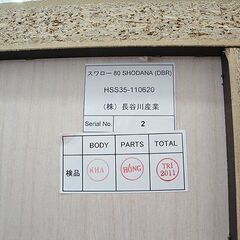 スワロー 80 SHODANA (DBR)
HSS35-110620
（株）長谷川産業
Serial No. 2
BODY PARTS TOTAL
検品 KHA HỒNG TRÍ 2011